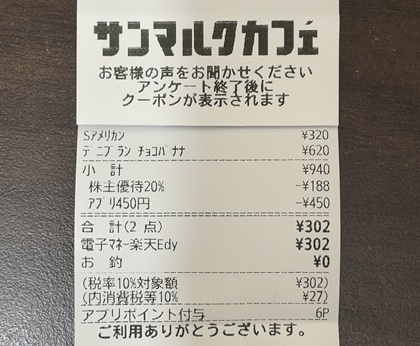 サンマルクカフェ
お客様の声をお聞かせください
アンケート終了後に
クーポンが表示されます
Sアメリカン ¥320
デニブラン チョコバナナ ¥620
小 計 ¥940
株主優待20% -¥188
アプリ450円 -¥450
合 計(2 点) ¥302
電子マネー楽天Edy ¥302
お 釣 ¥0
(税率10%対象額 ¥302)
(内消費税等10% ¥27)
アプリポイント付与 6P
ご利用ありがとうございます。